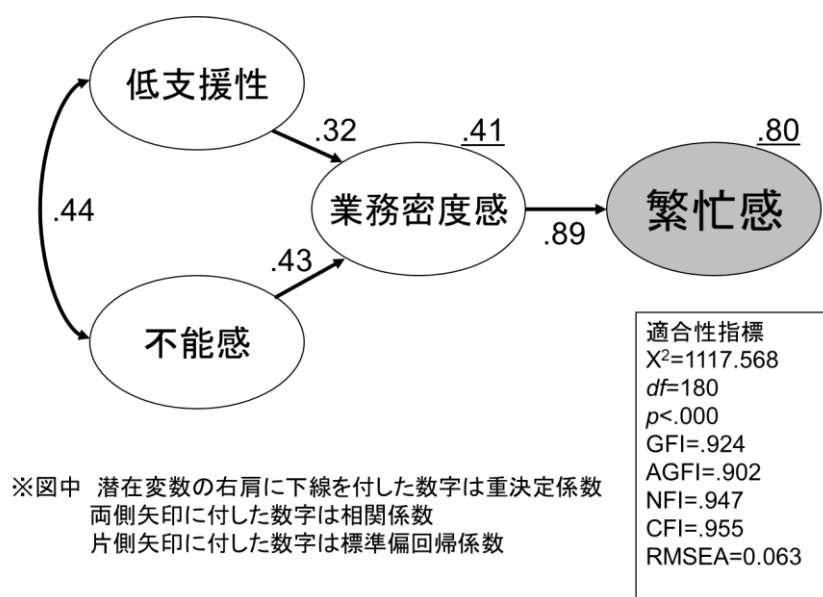 低支援性
.32
.41
.80
.44
業務密度感
繁忙感
.89
.43
不能感
適合性指標
X²=1117.568
df=180
p<.000
GFI=.924
AGFI=.902
NFI=.947
CFI=.955
RMSEA=0.063
※図中 潜在変数の右肩に下線を付した数字は重決定係数
両側矢印に付した数字は相関係数
片側矢印に付した数字は標準偏回帰係数